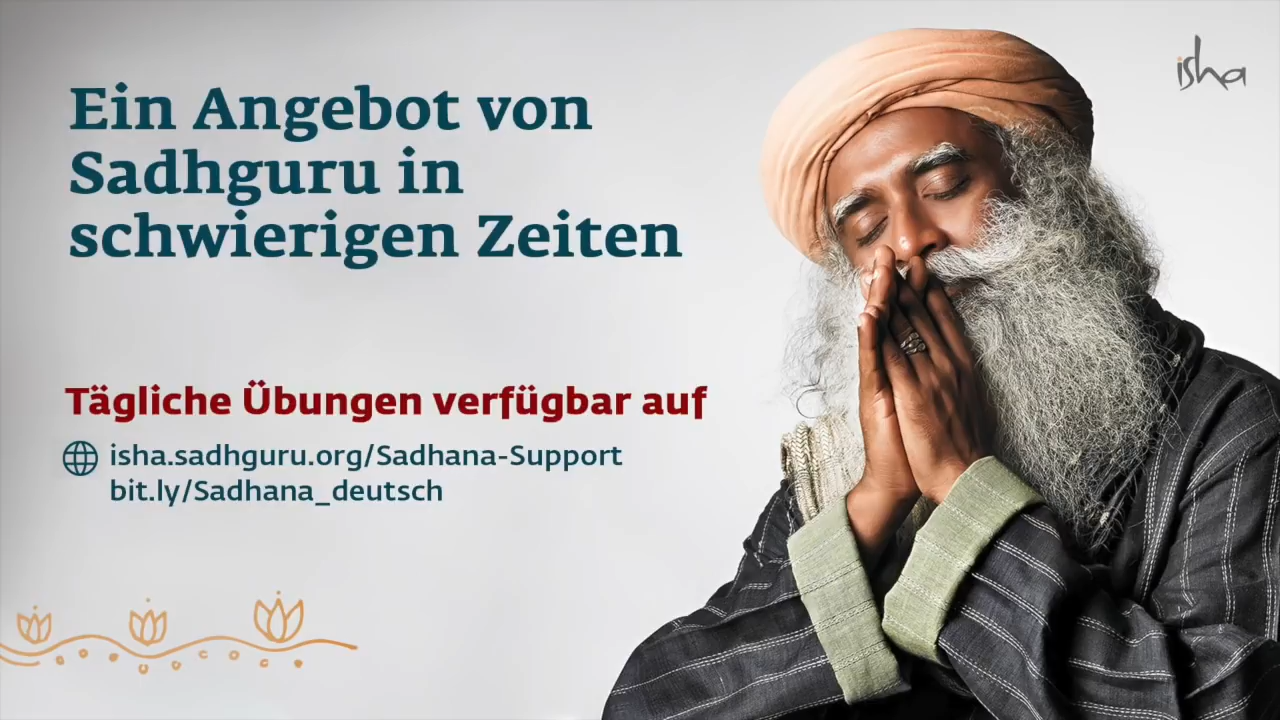 Ein Angebot von
Sadhguru in
schwierigen Zeiten
isha
Tägliche Übungen verfügbar auf
isha.sadhguru.org/Sadhana-Support
bit.ly/Sadhana_deutsch